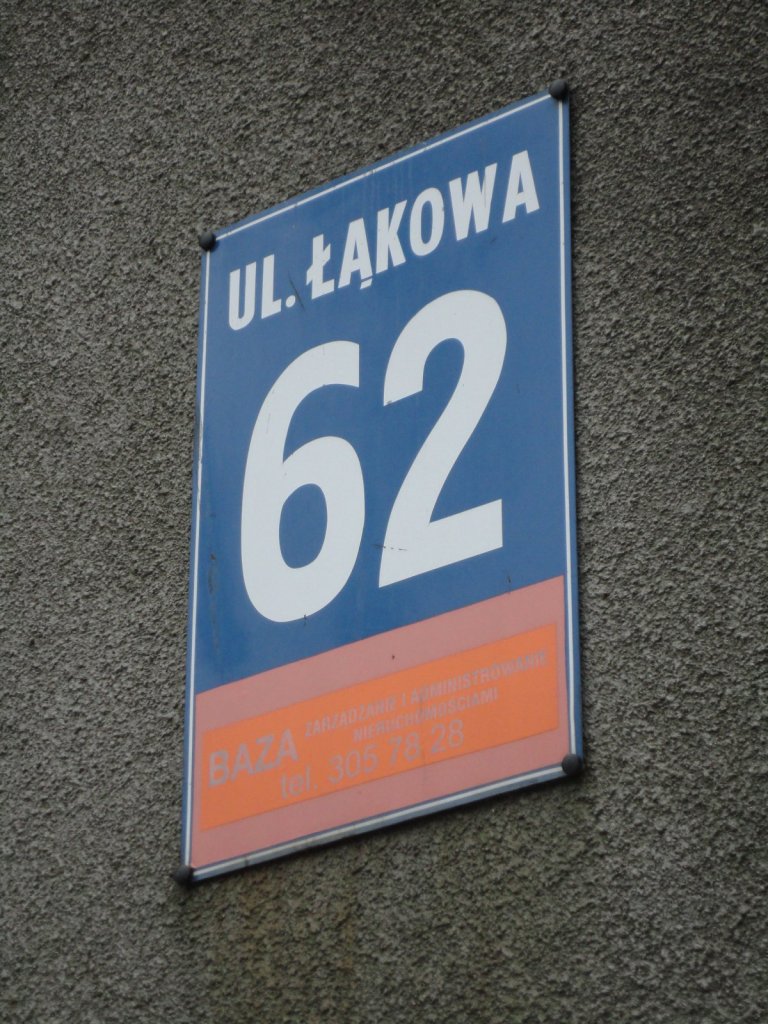 UL. ŁĄKOWA
62
BAZA ZARZĄDZANIE I ADMINISTROWANIE
NIERUCHOMOŚCIAMI
tel. 305 78 28